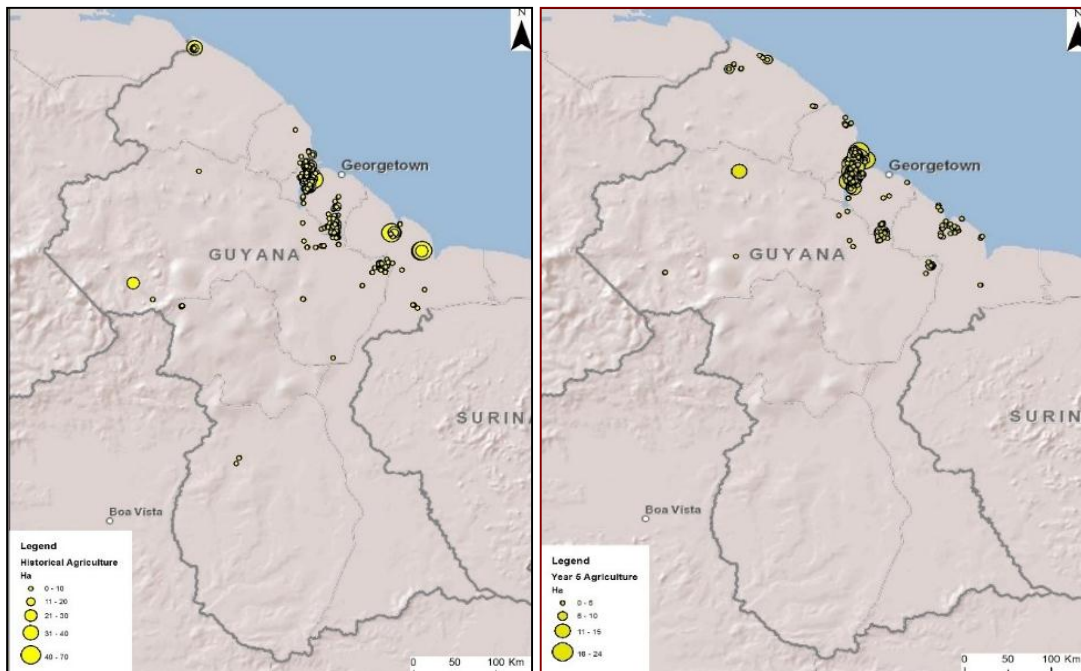 N
Georgetown
GUYANA
SURINA
Boa Vista
Legend
Historical Agriculture
Ha
0 - 10
11 - 20
21 - 30
31 - 40
40 - 70
0 50 100 Km
N
Georgetown
GUYANA
SURIN
Boa Vista
Legend
Year 5 Agriculture
Ha
0 - 5
6 - 10
11 - 15
16 - 24
0 50 100 Km